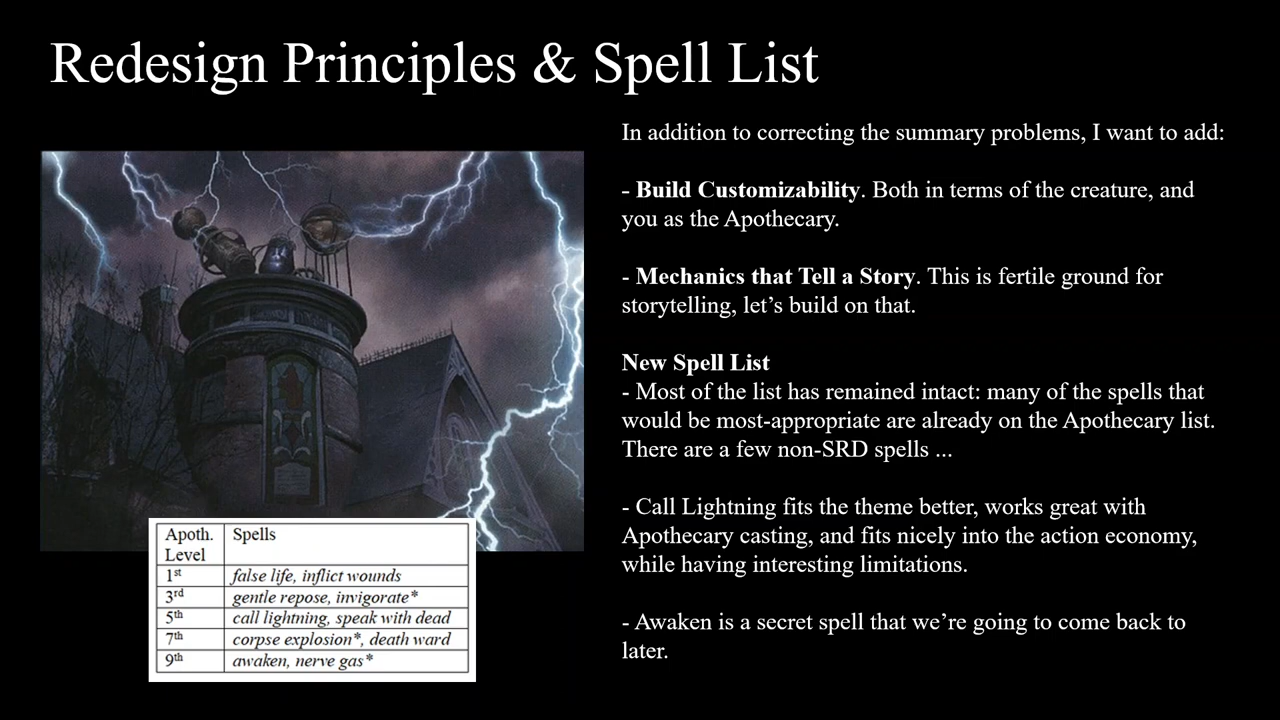 Redesign Principles & Spell List
In addition to correcting the summary problems, I want to add:
- Build Customizability. Both in terms of the creature, and
you as the Apothecary.
- Mechanics that Tell a Story. This is fertile ground for
storytelling, let’s build on that.
New Spell List
- Most of the list has remained intact: many of the spells that
would be most-appropriate are already on the Apothecary list.
There are a few non-SRD spells ...
- Call Lightning fits the theme better, works great with
Apothecary casting, and fits nicely into the action economy,
while having interesting limitations.
- Awaken is a secret spell that we’re going to come back to
later.
Apoth. Level Spells
1st false life, inflict wounds
3rd gentle repose, invigorate*
5th call lightning, speak with dead
7th corpse explosion*, death ward
9th awaken, nerve gas*